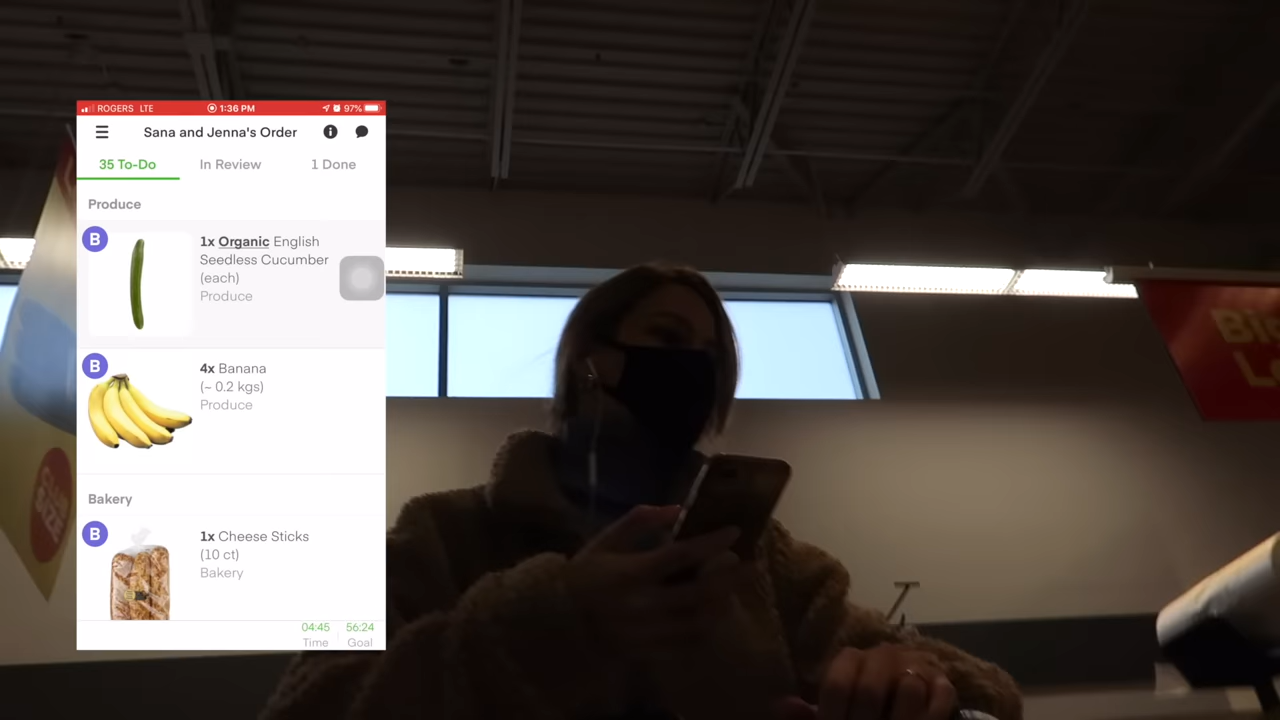 ROGERS LTE 1:36 PM 97%
Sana and Jenna's Order
35 To-Do In Review 1 Done
Produce
B
1x Organic English
Seedless Cucumber
(each)
Produce
B
4x Banana
(~ 0.2 kgs)
Produce
Bakery
B
1x Cheese Sticks
(10 ct)
Bakery
04:45 56:24
Time Goal
CLUB
SIZE